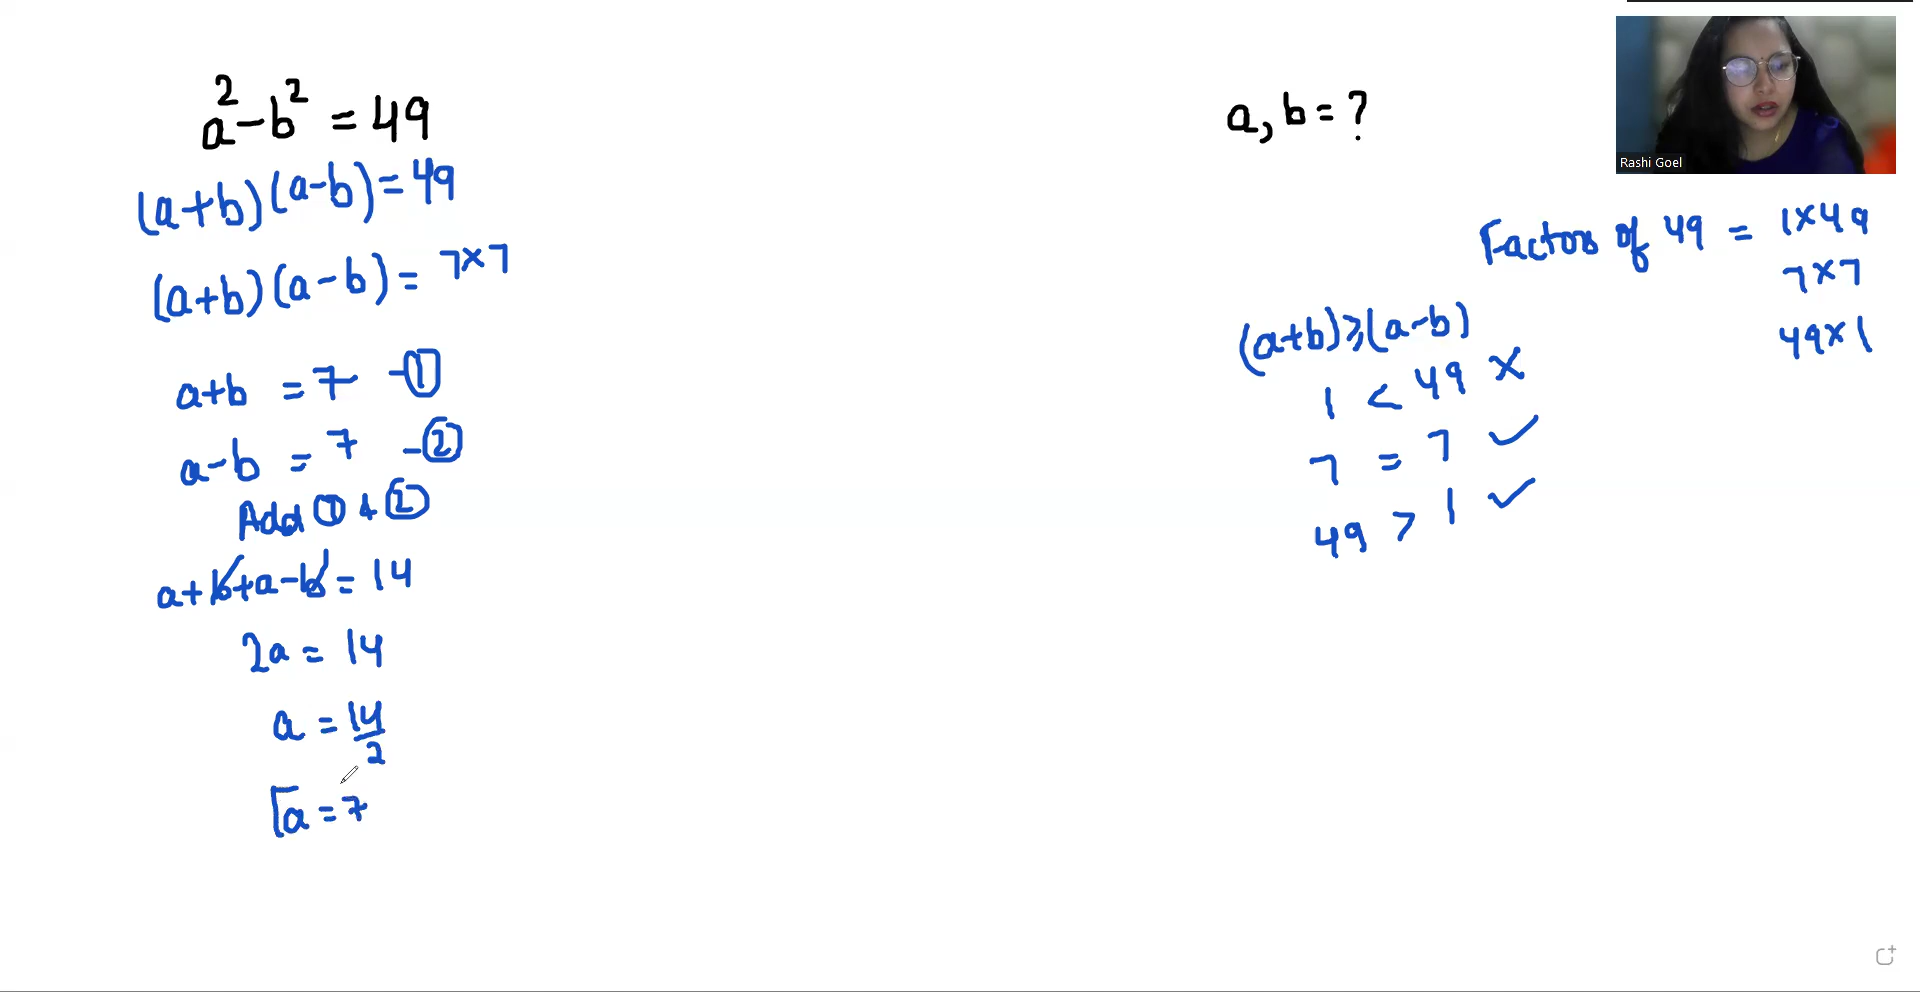 a² - b² = 49
(a+b)(a-b) = 49
(a+b)(a-b) = 7×7
a+b = 7 -①
a-b = 7 -②
Add ① & ②
a+b+a-b = 14
2a = 14
a = 14/2
a = 7
a, b = ?
Rashi Goel
Factors of 49 = 1×49
7×7
49×1
(a+b)⩾(a-b)
1 < 49 ×
7 = 7 ✓
49 > 1 ✓